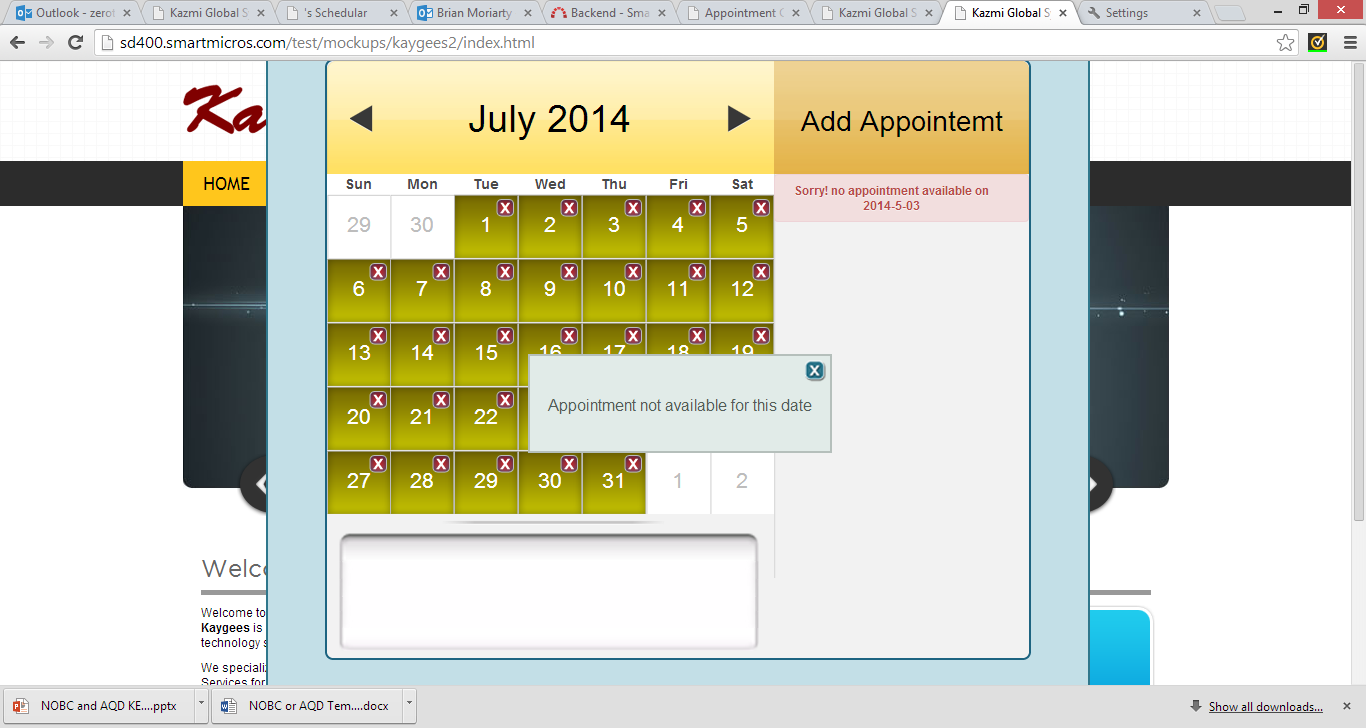 Outlook - zerot
Kazmi Global S
's Schedular
Brian Moriarty
Backend - Sma
Appointment C
Kazmi Global S
Kazmi Global S
Settings
sd400.smartmicros.com/test/mockups/kaygees2/index.html
Ka
HOME
July 2014
Add Appointemt
Sun Mon Tue Wed Thu Fri Sat
Sorry! no appointment available on
2014-5-03
29 30 1 X 2 X 3 X 4 X 5 X
6 X 7 X 8 X 9 X 10 X 11 X 12 X
13 X 14 X 15 X 16 X 17 X 18 X 19 X
20 X 21 X 22 X
X
Appointment not available for this date
27 X 28 X 29 X 30 X 31 X 1 2
Welco
Welcome to
Kaygees is
technology s
We speciali
Services for
NOBC and AQD KE....pptx
NOBC or AQD Tem....docx
Show all downloads...